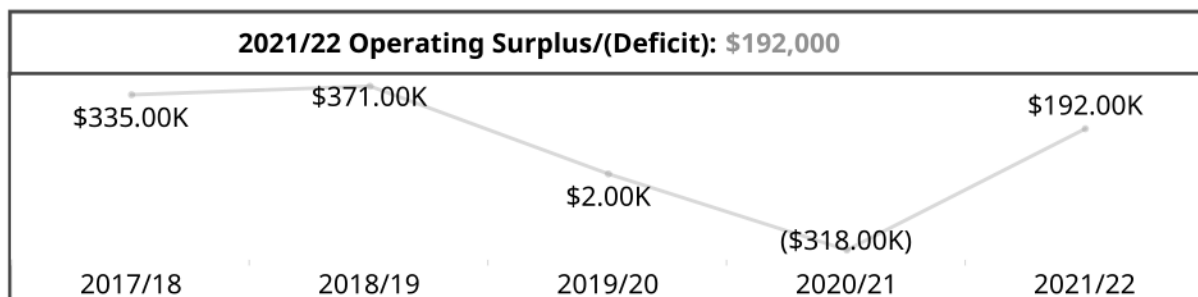 2021/22 Operating Surplus/(Deficit): $192,000
$335.00K
$371.00K
$2.00K
($318.00K)
$192.00K
2017/18 2018/19 2019/20 2020/21 2021/22